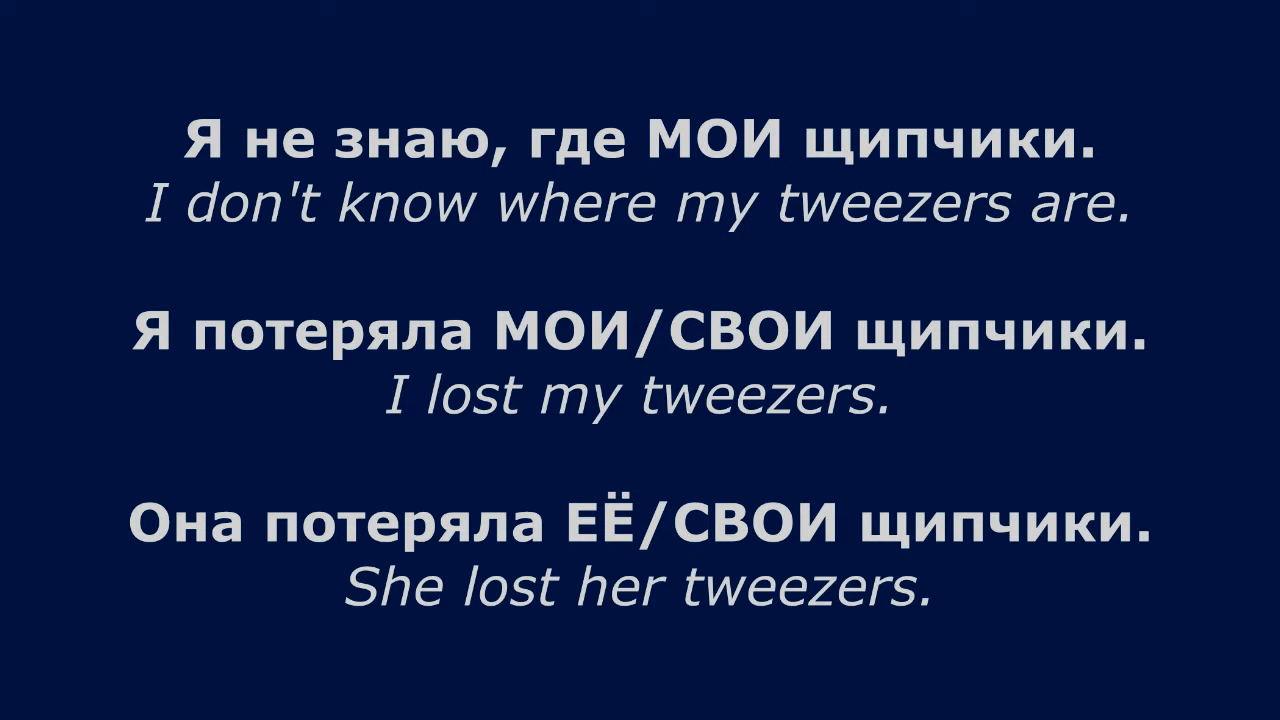 Я не знаю, где МОИ щипчики.
I don't know where my tweezers are.
Я потеряла МОИ/СВОИ щипчики.
I lost my tweezers.
Она потеряла ЕЁ/СВОИ щипчики.
She lost her tweezers.